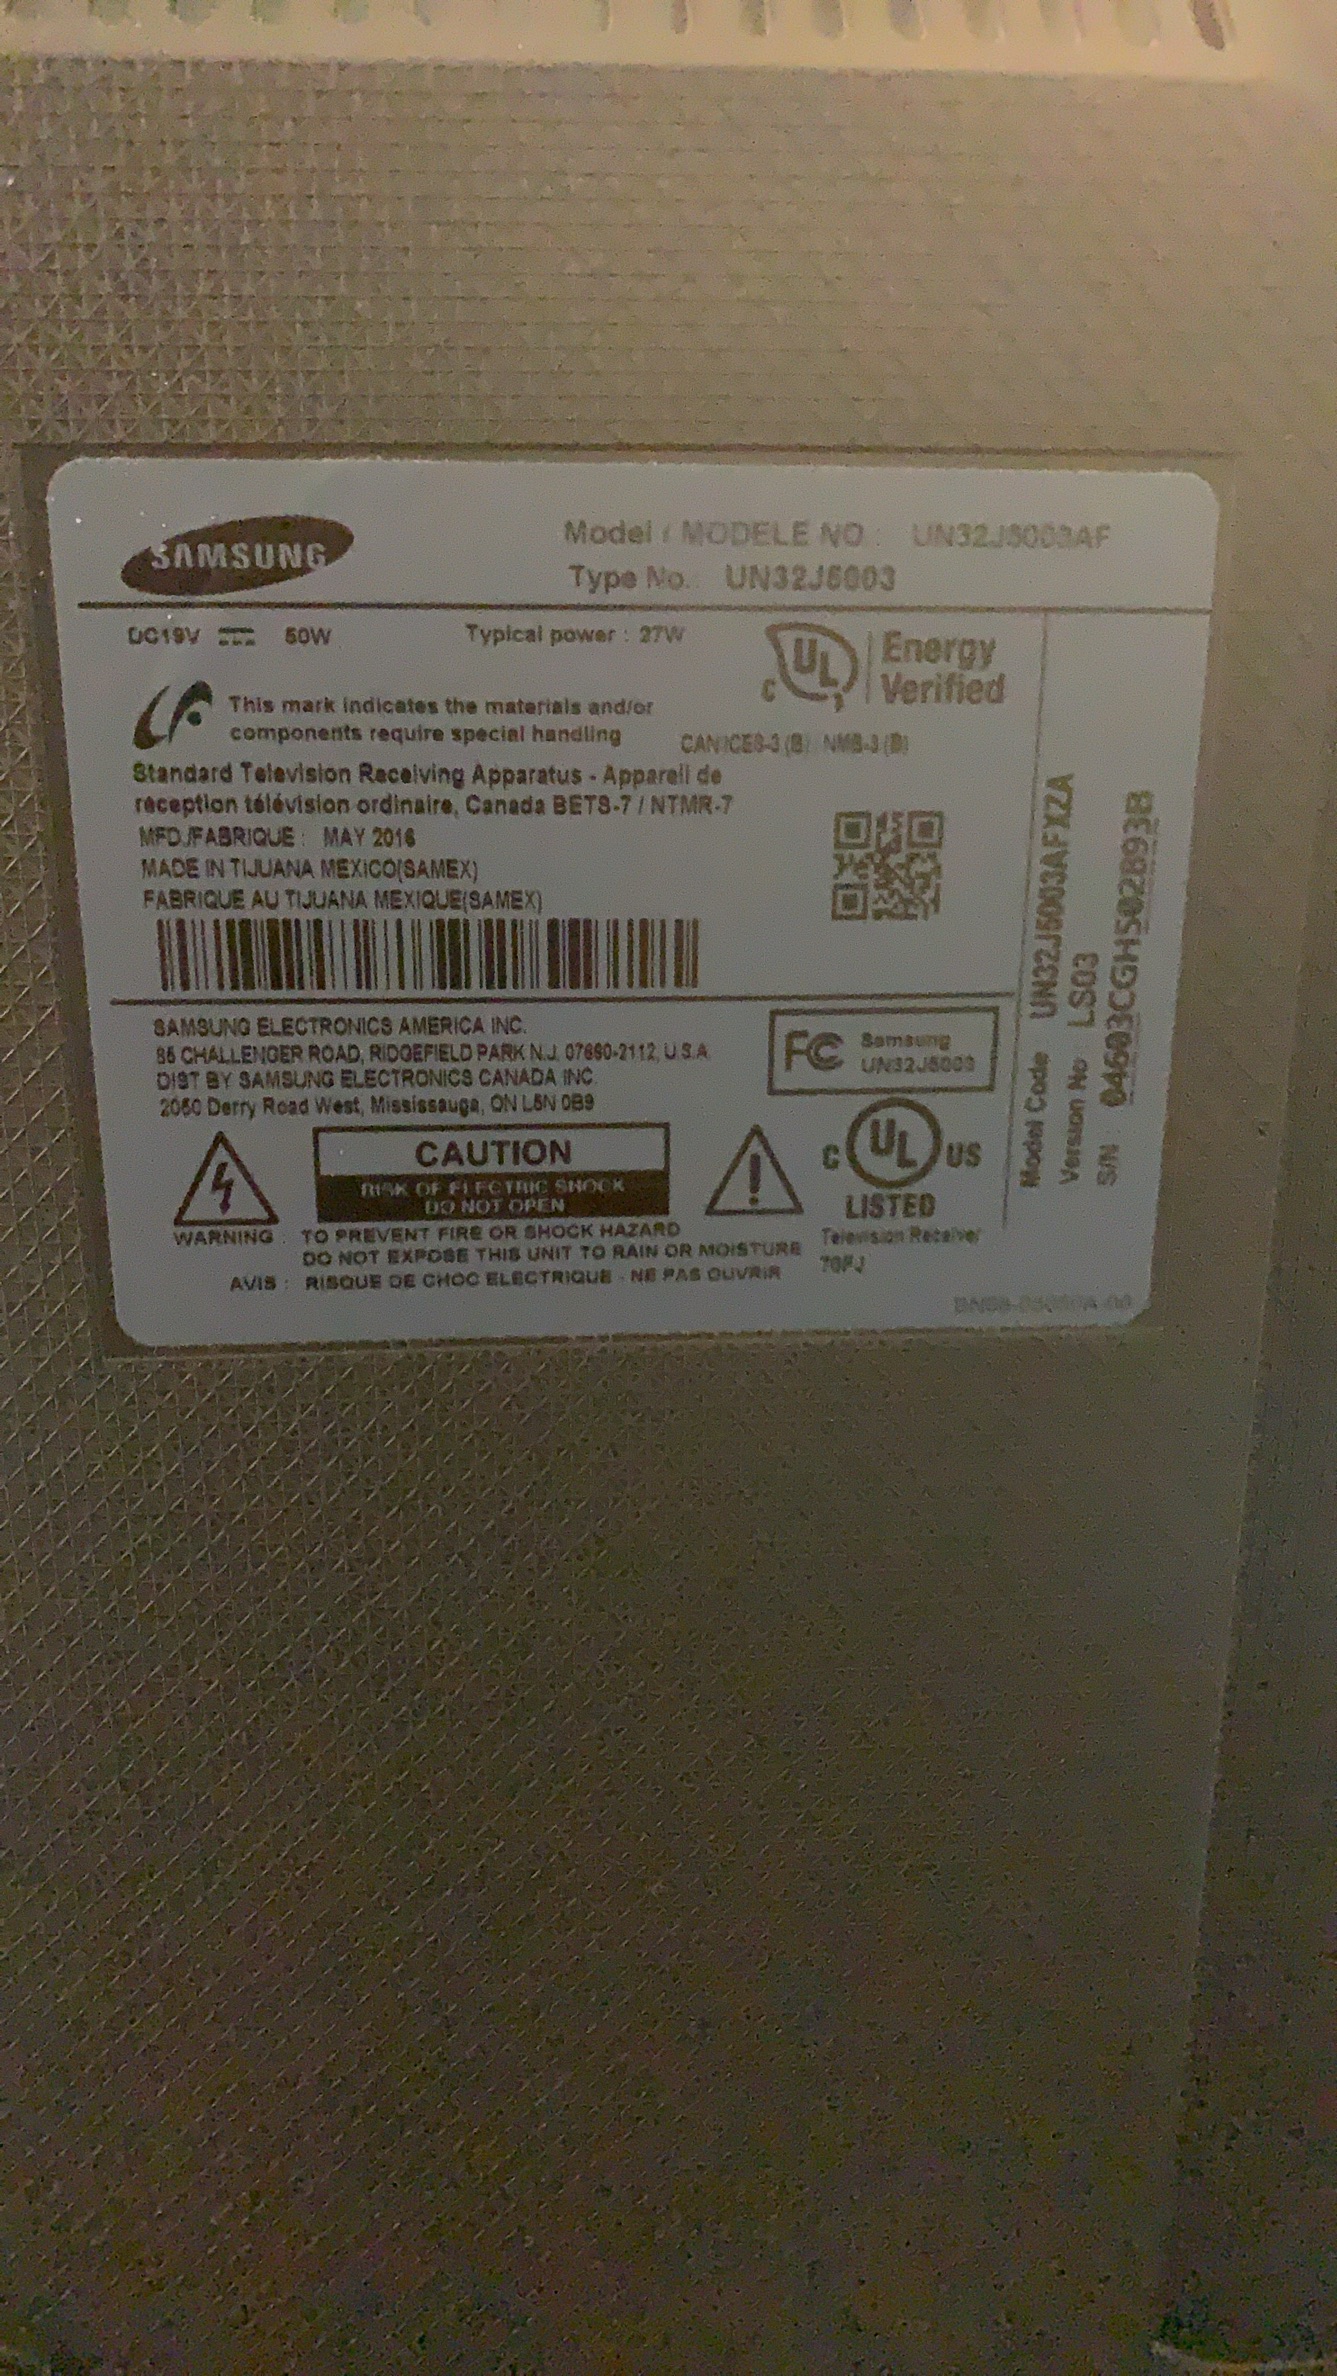 SAMSUNG
Model / MODELE NO : UN32J5003AF
Type No. UN32J5003
DC19V 50W Typical power : 27W
c UL Energy Verified
This mark indicates the materials and/or
components require special handling
CAN ICES-3 (B) / NMB-3 (B)
Standard Television Receiving Apparatus - Appareil de
réception télévision ordinaire, Canada BETS-7 / NTMR-7
MFD./FABRIQUE : MAY 2016
MADE IN TIJUANA MEXICO(SAMEX)
FABRIQUE AU TIJUANA MEXIQUE(SAMEX)
SAMSUNG ELECTRONICS AMERICA INC.
85 CHALLENGER ROAD, RIDGEFIELD PARK N.J. 07660-2112, U.S.A
DIST BY SAMSUNG ELECTRONICS CANADA INC.
2050 Derry Road West, Mississauga, ON L5N 0B9
FC Samsung
UN32J5003
CAUTION
RISK OF ELECTRIC SHOCK
DO NOT OPEN
c UL US
LISTED
Television Receiver
70FJ
WARNING : TO PREVENT FIRE OR SHOCK HAZARD
DO NOT EXPOSE THIS UNIT TO RAIN OR MOISTURE
AVIS : RISQUE DE CHOC ELECTRIQUE - NE PAS OUVRIR
Model Code UN32J5003AFXZA
Version No LS03
S/N : 04603CGH502893B